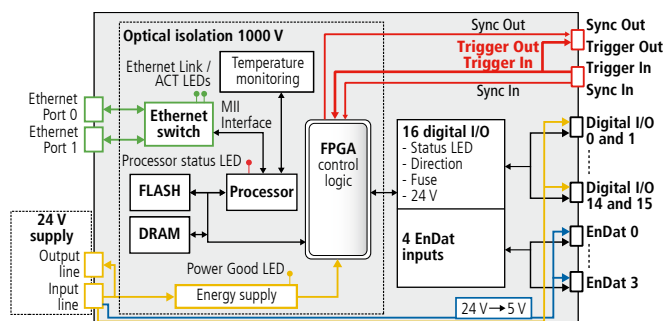 Optical isolation 1000 V
Sync Out
Sync Out
Trigger Out
Trigger In
Trigger Out
Trigger In
Sync In
Sync In
Ethernet Link /
ACT LEDs
Temperature
monitoring
Ethernet
Port 0
Ethernet
Port 1
Ethernet
switch
MII
Interface
Processor status LED
FLASH
Processor
DRAM
FPGA
control
logic
16 digital I/O
- Status LED
- Direction
- Fuse
- 24 V
4 EnDat
inputs
Digital I/O
0 and 1
Digital I/O
14 and 15
EnDat 0
EnDat 3
24 V
supply
Output
line
Input
line
Power Good LED
Energy supply
24 V→5 V